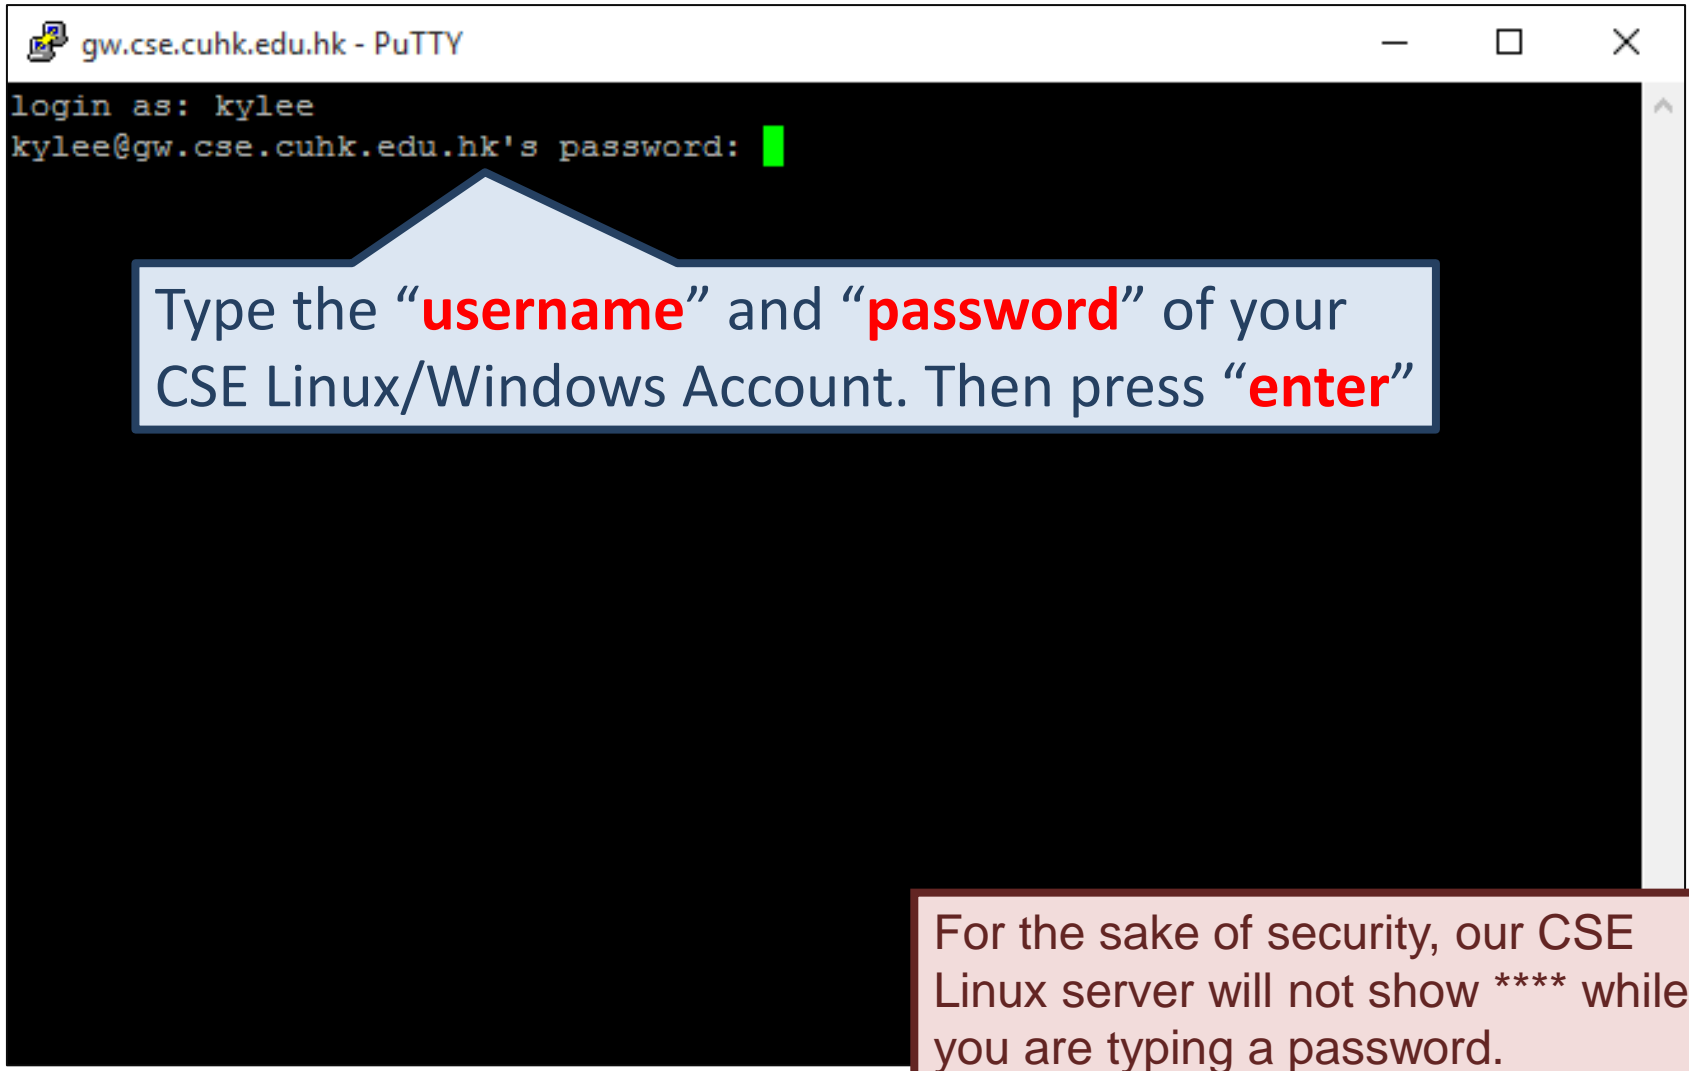 gw.cse.cuhk.edu.hk - PuTTY
login as: kylee
kylee@gw.cse.cuhk.edu.hk's password:
Type the “username” and “password” of your
CSE Linux/Windows Account. Then press “enter”
For the sake of security, our CSE
Linux server will not show **** while
you are typing a password.